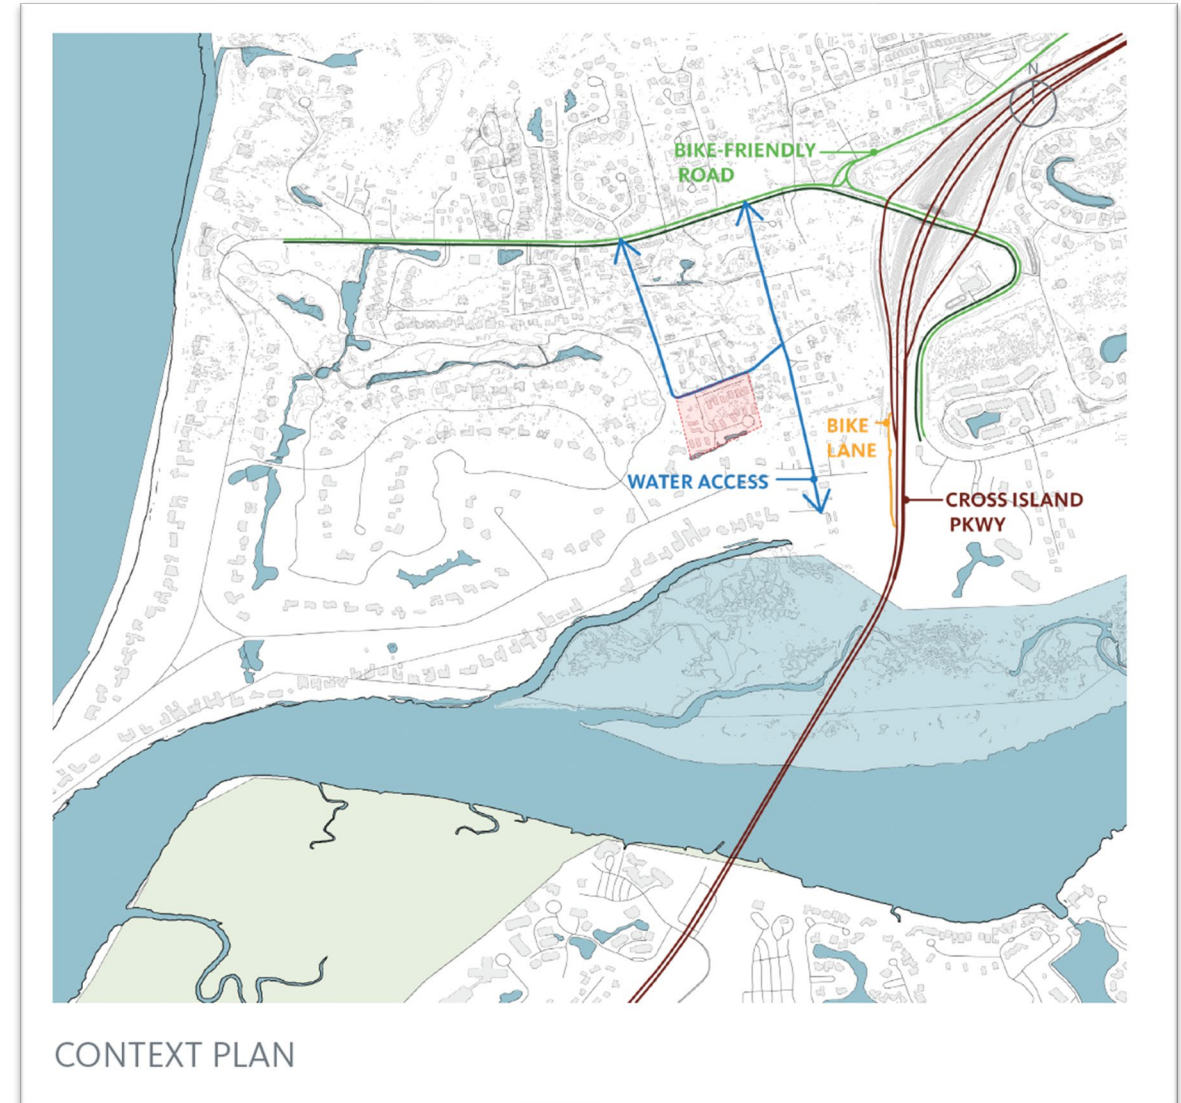 N
BIKE-FRIENDLY
ROAD
BIKE
LANE
WATER ACCESS
CROSS ISLAND
PKWY
CONTEXT PLAN